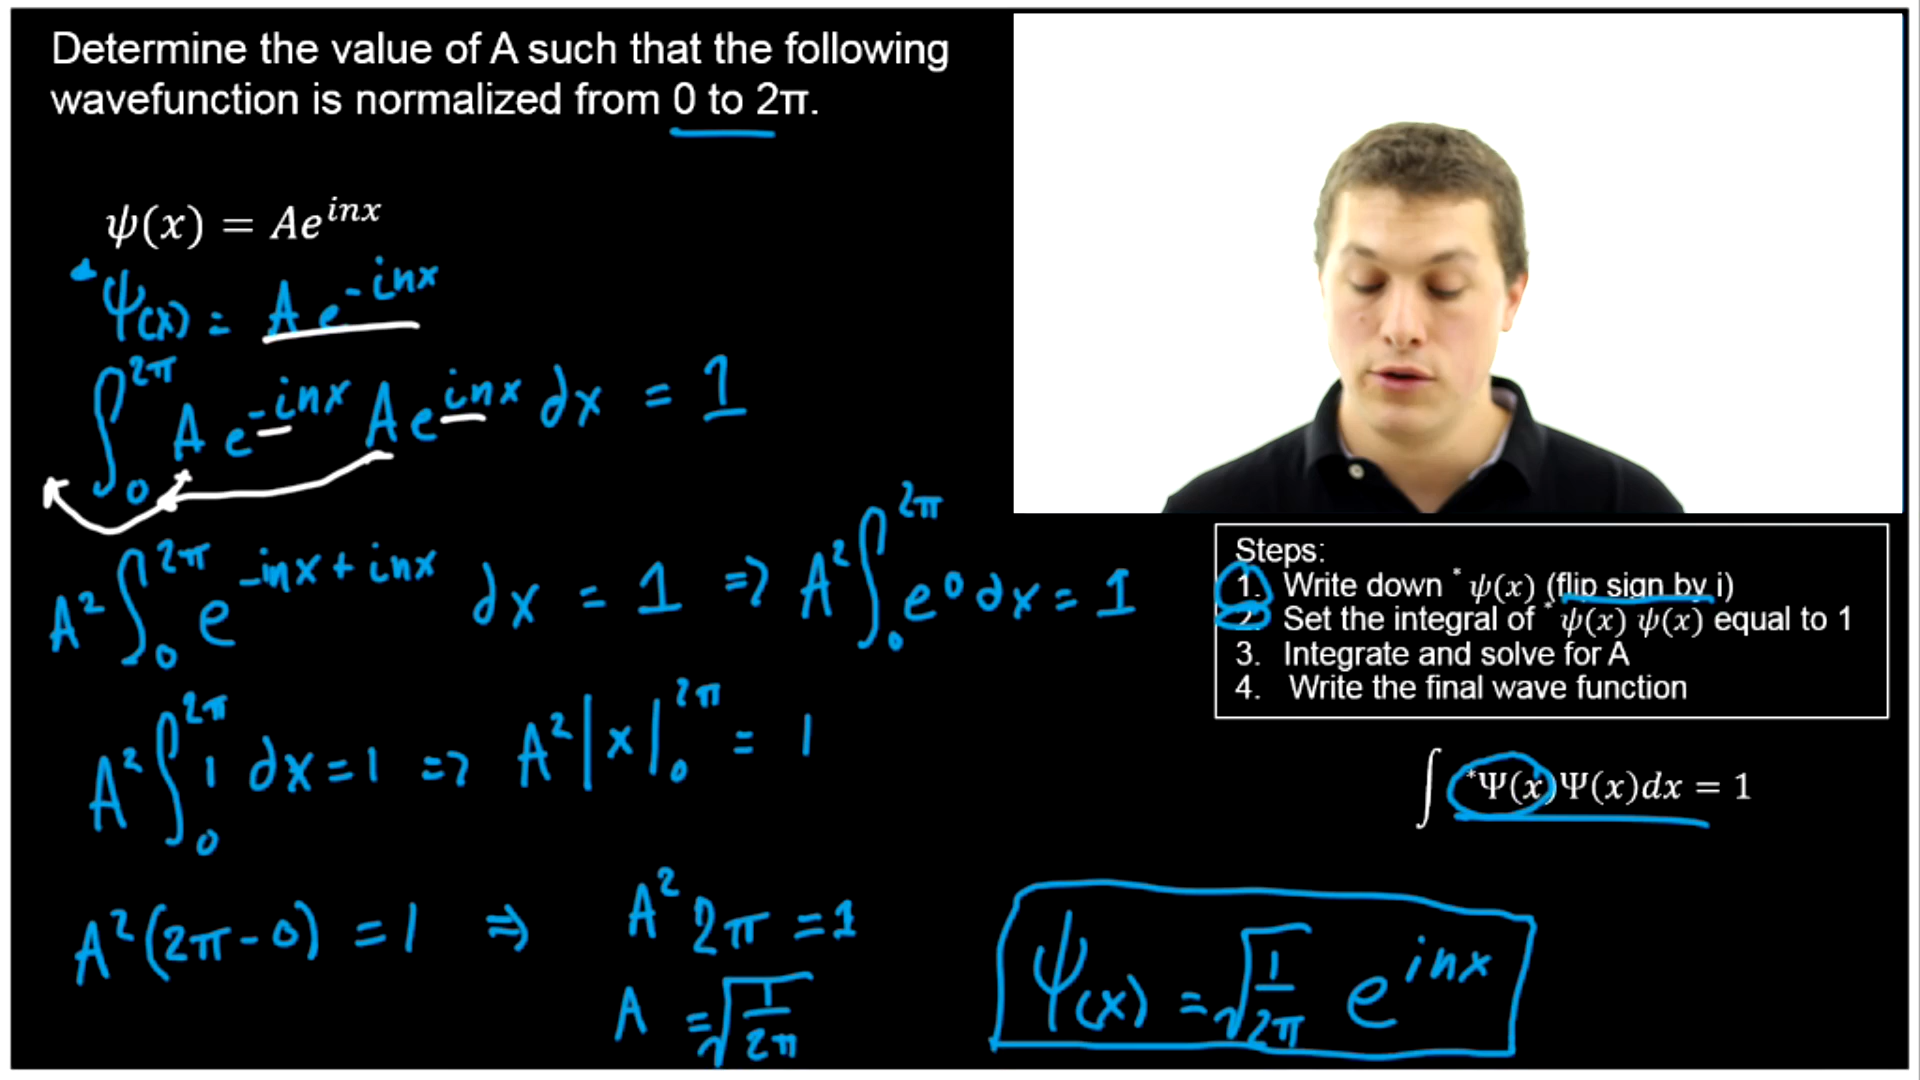 Determine the value of A such that the following
wavefunction is normalized from 0 to 2π.
ψ(x) = Ae^{inx}
*ψ(x) = A e^{-inx}
∫_0^{2π} A e^{-inx} A e^{inx} dx = 1
A² ∫_0^{2π} e^{-inx + inx} dx = 1 => A² ∫_0^{2π} e^0 dx = 1
A² ∫_0^{2π} 1 dx = 1 => A² |x|_0^{2π} = 1
A²(2π - 0) = 1 => A² 2π = 1
A = √(1/2π)
Steps:
1. Write down *ψ(x) (flip sign by i)
2. Set the integral of *ψ(x) ψ(x) equal to 1
3. Integrate and solve for A
4. Write the final wave function
∫ *Ψ(x)Ψ(x)dx = 1
ψ(x) = √(1/2π) e^{inx}